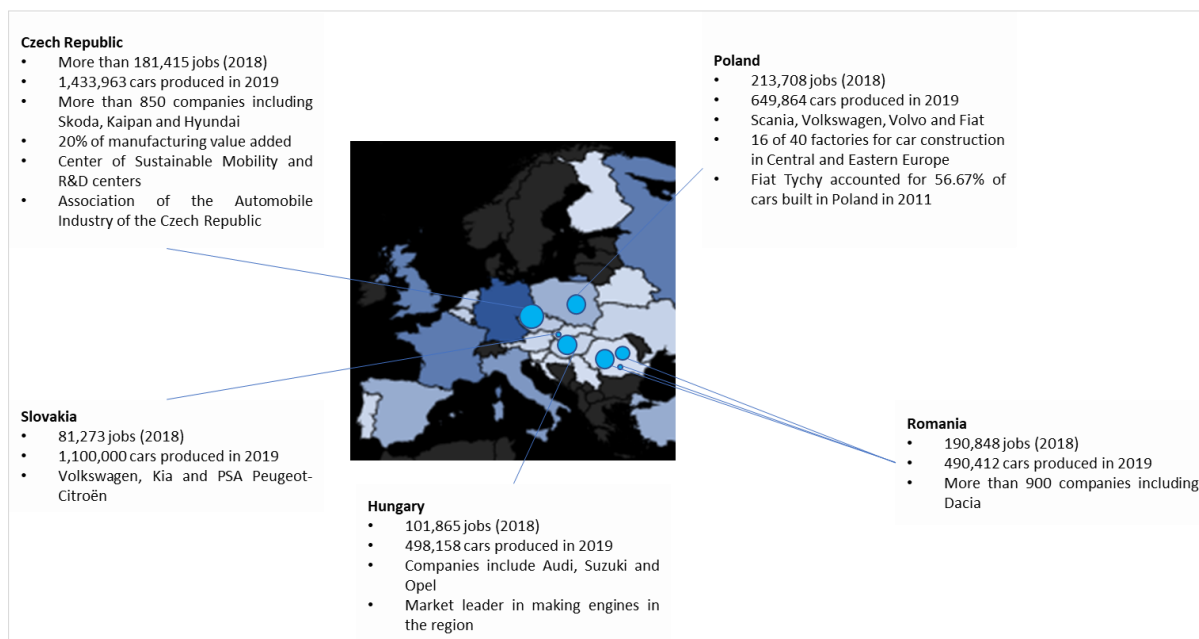 Czech Republic
• More than 181,415 jobs (2018)
• 1,433,963 cars produced in 2019
• More than 850 companies including
Skoda, Kaipan and Hyundai
• 20% of manufacturing value added
• Center of Sustainable Mobility and
R&D centers
• Association of the Automobile
Industry of the Czech Republic
Poland
• 213,708 jobs (2018)
• 649,864 cars produced in 2019
• Scania, Volkswagen, Volvo and Fiat
• 16 of 40 factories for car construction
in Central and Eastern Europe
• Fiat Tychy accounted for 56.67% of
cars built in Poland in 2011
Slovakia
• 81,273 jobs (2018)
• 1,100,000 cars produced in 2019
• Volkswagen, Kia and PSA Peugeot-
Citroën
Hungary
• 101,865 jobs (2018)
• 498,158 cars produced in 2019
• Companies include Audi, Suzuki and
Opel
• Market leader in making engines in
the region
Romania
• 190,848 jobs (2018)
• 490,412 cars produced in 2019
• More than 900 companies including
Dacia